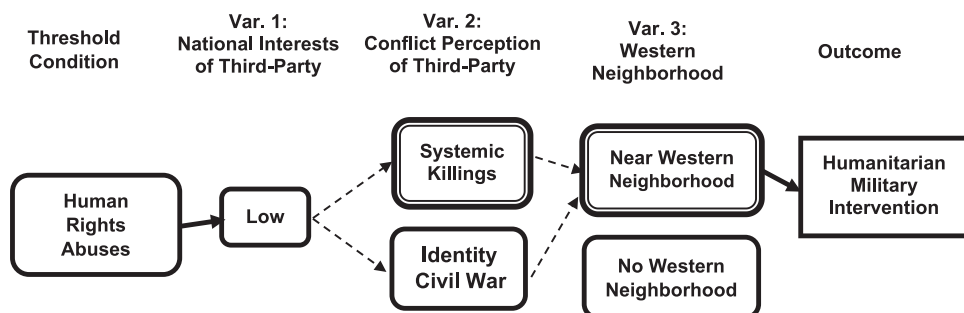 Threshold
Condition
Var. 1:
National Interests
of Third-Party
Var. 2:
Conflict Perception
of Third-Party
Var. 3:
Western
Neighborhood
Outcome
Human
Rights
Abuses
Low
Systemic
Killings
Identity
Civil War
Near Western
Neighborhood
No Western
Neighborhood
Humanitarian
Military
Intervention